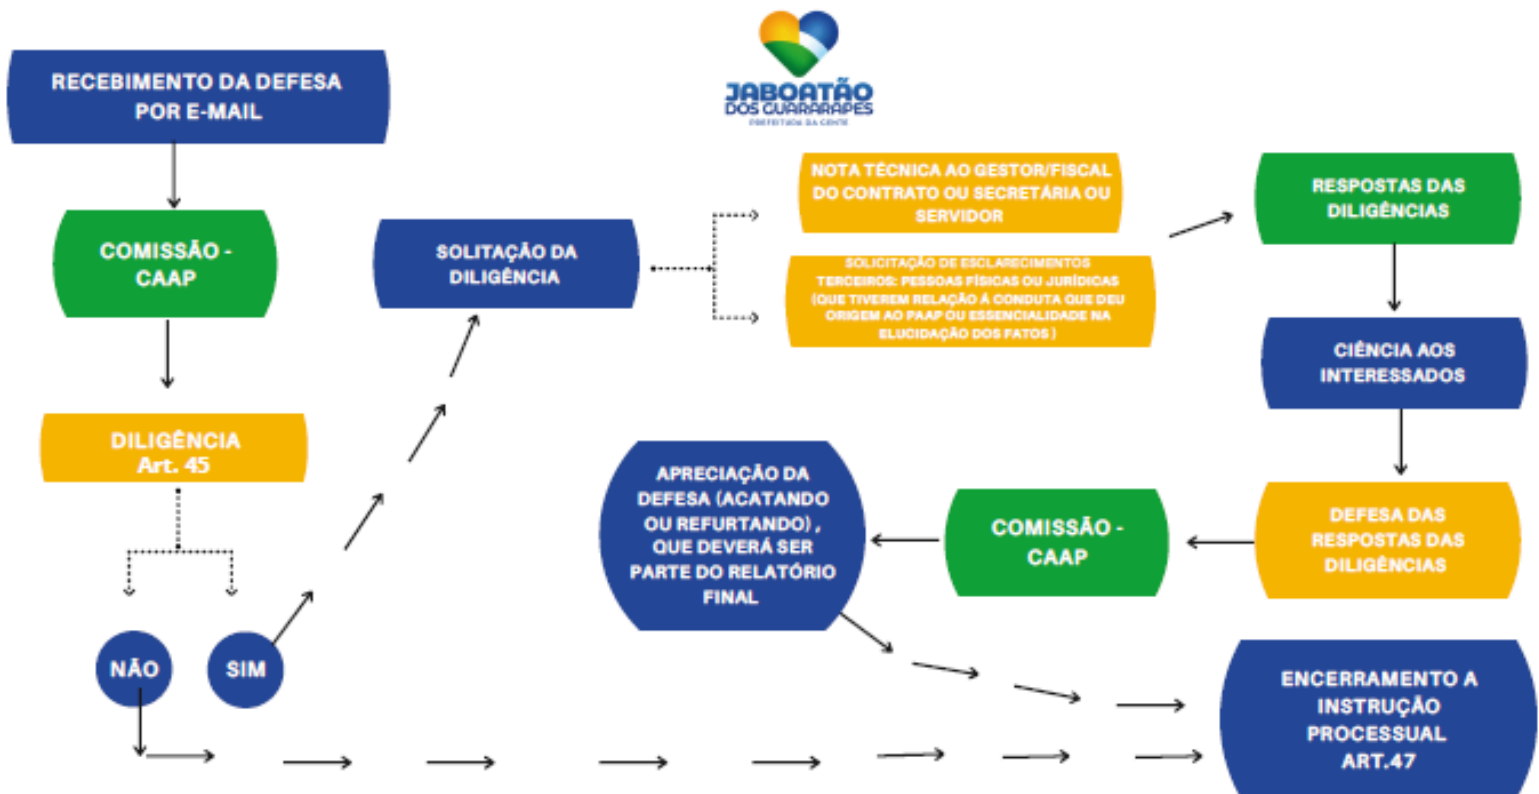 JABOATÃO
DOS GUARARAPES
PREFEITURA DA GENTE
RECEBIMENTO DA DEFESA
POR E-MAIL
COMISSÃO -
CAAP
DILIGÊNCIA
Art. 45
NÃO
SIM
SOLITAÇÃO DA
DILIGÊNCIA
NOTA TÉCNICA AO GESTOR/FISCAL
DO CONTRATO OU SECRETÁRIA OU
SERVIDOR
SOLICITAÇÃO DE ESCLARECIMENTOS
TERCEIROS: PESSOAS FÍSICAS OU JURÍDICAS
(QUE TIVEREM RELAÇÃO Á CONDUTA QUE DEU
ORIGEM AO PAAP OU ESSENCIALIDADE NA
ELUCIDAÇÃO DOS FATOS )
RESPOSTAS DAS
DILIGÊNCIAS
CIÊNCIA AOS
INTERESSADOS
DEFESA DAS
RESPOSTAS DAS
DILIGÊNCIAS
COMISSÃO -
CAAP
APRECIAÇÃO DA
DEFESA (ACATANDO
OU REFURTANDO) ,
QUE DEVERÁ SER
PARTE DO RELATÓRIO
FINAL
ENCERRAMENTO A
INSTRUÇÃO
PROCESSUAL
ART.47